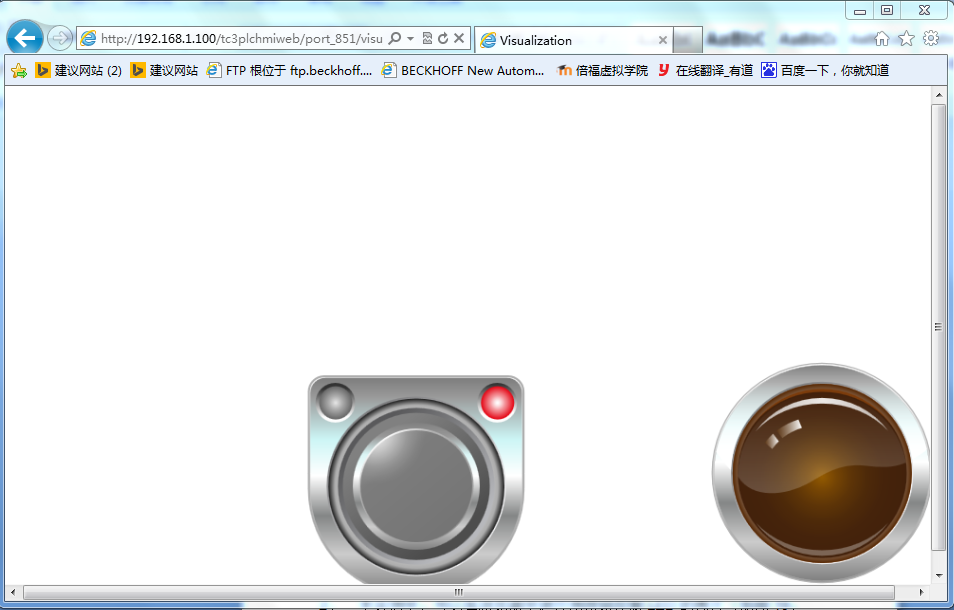 http://192.168.1.100/tc3plchmiweb/port_851/visu
Visualization
建议网站 (2)
建议网站
FTP 根位于 ftp.beckhoff....
BECKHOFF New Autom...
倍福虚拟学院
在线翻译_有道
百度一下，你就知道